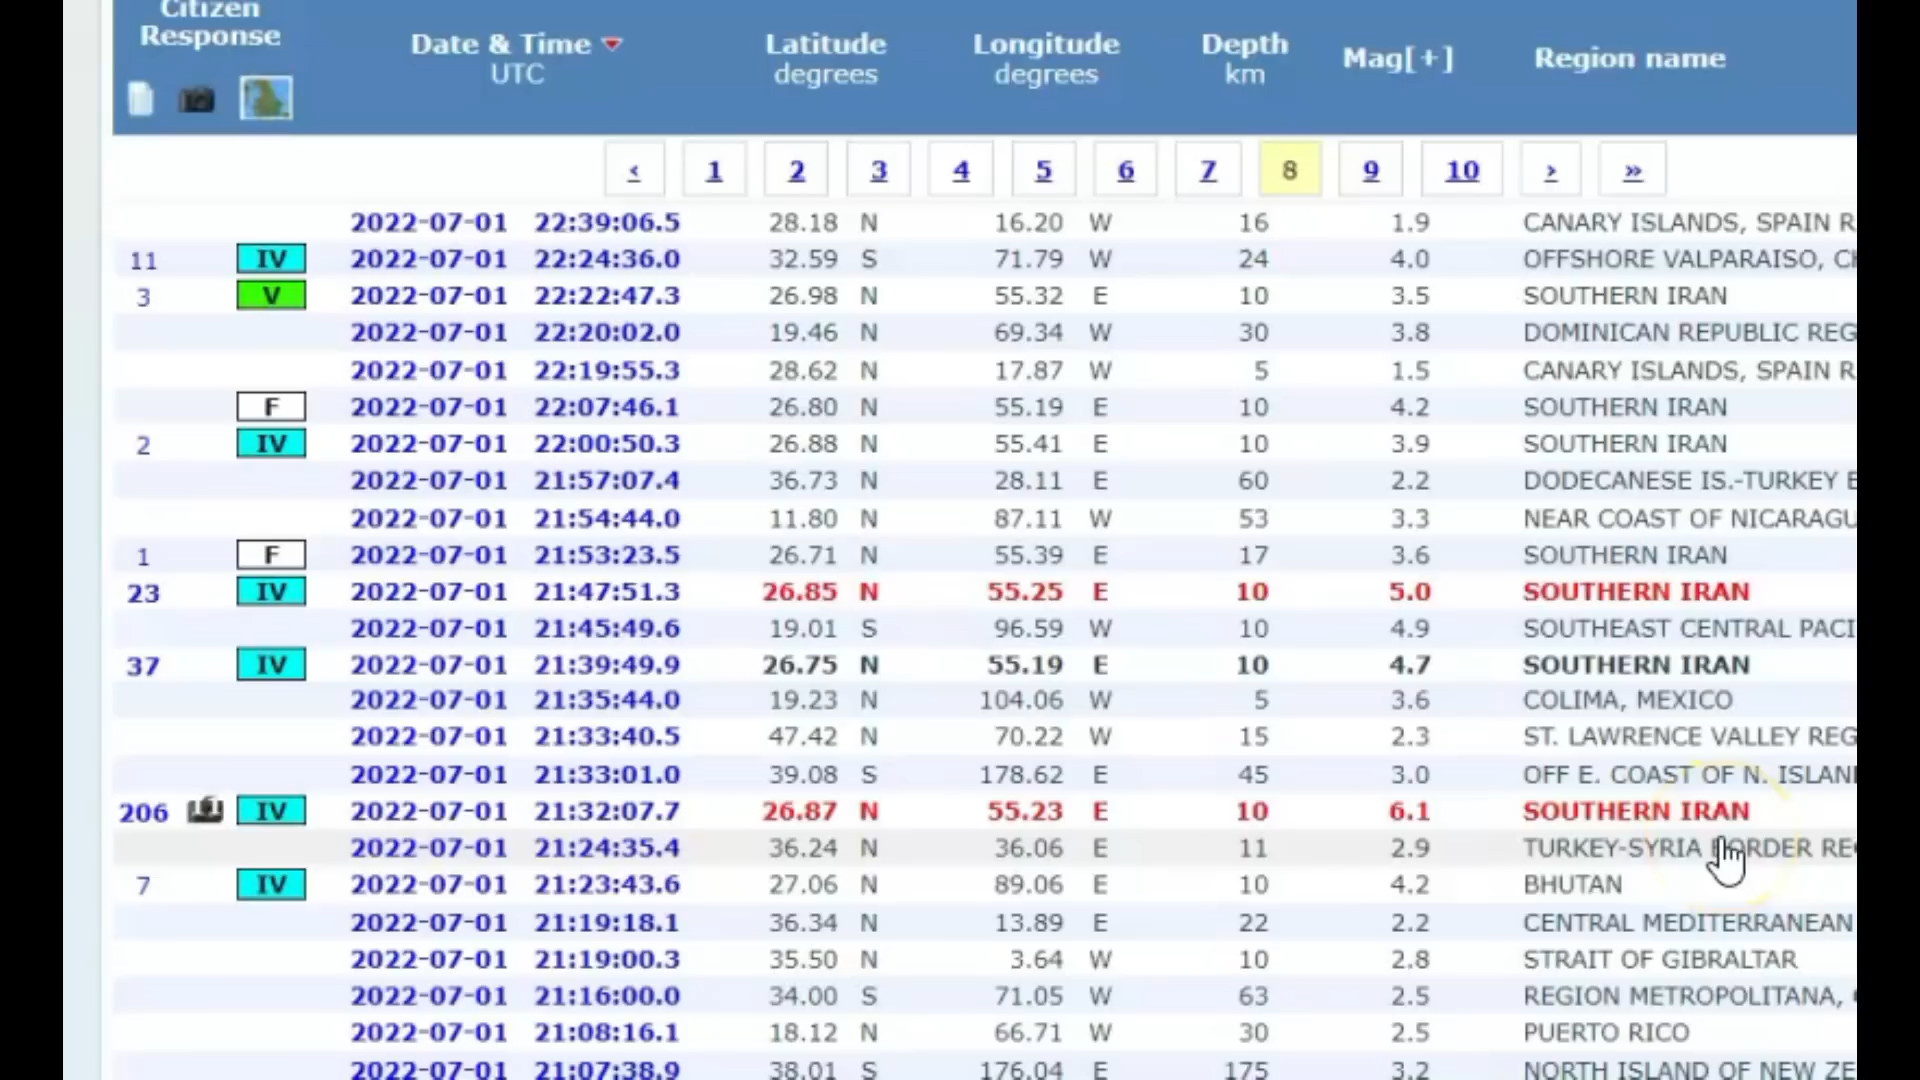 Citizen Response Date & Time UTC Latitude degrees Longitude degrees Depth km Mag[+] Region name
‹ 1 2 3 4 5 6 7 8 9 10 › »
2022-07-01 22:39:06.5 28.18 N 16.20 W 16 1.9 CANARY ISLANDS, SPAIN R
11 IV 2022-07-01 22:24:36.0 32.59 S 71.79 W 24 4.0 OFFSHORE VALPARAISO, CH
3 V 2022-07-01 22:22:47.3 26.98 N 55.32 E 10 3.5 SOUTHERN IRAN
2022-07-01 22:20:02.0 19.46 N 69.34 W 30 3.8 DOMINICAN REPUBLIC REG
2022-07-01 22:19:55.3 28.62 N 17.87 W 5 1.5 CANARY ISLANDS, SPAIN R
F 2022-07-01 22:07:46.1 26.80 N 55.19 E 10 4.2 SOUTHERN IRAN
2 IV 2022-07-01 22:00:50.3 26.88 N 55.41 E 10 3.9 SOUTHERN IRAN
2022-07-01 21:57:07.4 36.73 N 28.11 E 60 2.2 DODECANESE IS.-TURKEY B
2022-07-01 21:54:44.0 11.80 N 87.11 W 53 3.3 NEAR COAST OF NICARAGU
1 F 2022-07-01 21:53:23.5 26.71 N 55.39 E 17 3.6 SOUTHERN IRAN
23 IV 2022-07-01 21:47:51.3 26.85 N 55.25 E 10 5.0 SOUTHERN IRAN
2022-07-01 21:45:49.6 19.01 S 96.59 W 10 4.9 SOUTHEAST CENTRAL PACI
37 IV 2022-07-01 21:39:49.9 26.75 N 55.19 E 10 4.7 SOUTHERN IRAN
2022-07-01 21:35:44.0 19.23 N 104.06 W 5 3.6 COLIMA, MEXICO
2022-07-01 21:33:40.5 47.42 N 70.22 W 15 2.3 ST. LAWRENCE VALLEY REG
2022-07-01 21:33:01.0 39.08 S 178.62 E 45 3.0 OFF E. COAST OF N. ISLAN
206 IV 2022-07-01 21:32:07.7 26.87 N 55.23 E 10 6.1 SOUTHERN IRAN
2022-07-01 21:24:35.4 36.24 N 36.06 E 11 2.9 TURKEY-SYRIA BORDER RE
7 IV 2022-07-01 21:23:43.6 27.06 N 89.06 E 10 4.2 BHUTAN
2022-07-01 21:19:18.1 36.34 N 13.89 E 22 2.2 CENTRAL MEDITERRANEAN
2022-07-01 21:19:00.3 35.50 N 3.64 W 10 2.8 STRAIT OF GIBRALTAR
2022-07-01 21:16:00.0 34.00 S 71.05 W 63 2.5 REGION METROPOLITANA,
2022-07-01 21:08:16.1 18.12 N 66.71 W 30 2.5 PUERTO RICO
2022-07-01 21:07:38.9 38.01 S 176.04 E 175 3.2 NORTH ISLAND OF NEW ZE